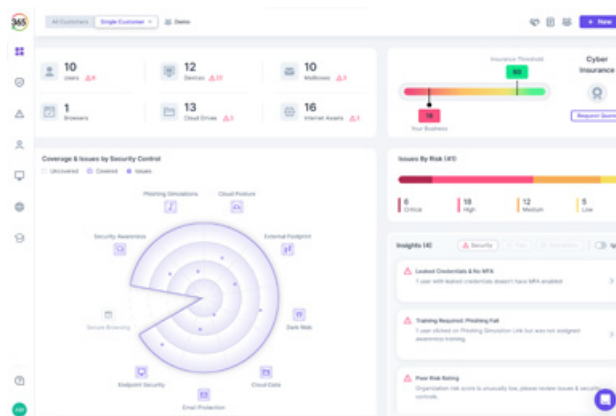 365
All Customers Single Customer Demo
+ New
10
Users
12
Devices
10
Mailboxes
1
Browsers
13
Cloud Drives
16
Internet Assets
Insurance Threshold
Your Business
Cyber
Insurance
Request Quote
Coverage & Issues by Security Control
Uncovered Covered Issues
Phishing Simulations
Cloud Posture
Security Awareness
External Footprint
Secure Browsing
Dark Web
Endpoint Security
Cloud Data
Email Protection
Issues By Risk (41)
6
Critical
18
High
12
Medium
5
Low
Insights (4)
Security
Leaked Credentials & No MFA
1 user with leaked credentials doesn't have MFA enabled
Training Required: Phishing Fail
1 user clicked on Phishing Simulation Link but was not assigned
awareness training
Poor Risk Rating
Organization risk score is unusually low, please review issues & security
controls.